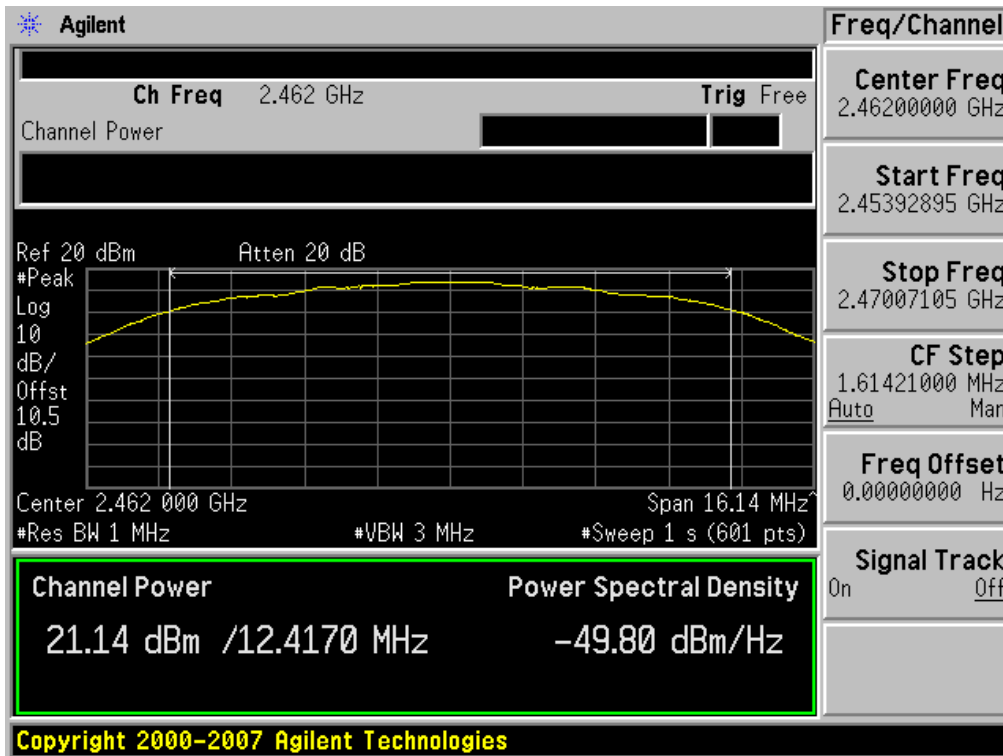 Agilent
Freq/Channel
Ch Freq 2.462 GHz Trig Free
Channel Power
Center Freq
2.46200000 GHz
Start Freq
2.45392895 GHz
Stop Freq
2.47007105 GHz
CF Step
1.61421000 MHz
Auto Man
Freq Offset
0.00000000 Hz
Signal Track
On Off
Ref 20 dBm Atten 20 dB
#Peak
Log
10
dB/
Offst
10.5
dB
Center 2.462 000 GHz Span 16.14 MHz^
#Res BW 1 MHz #VBW 3 MHz #Sweep 1 s (601 pts)
Channel Power Power Spectral Density
21.14 dBm /12.4170 MHz -49.80 dBm/Hz
Copyright 2000-2007 Agilent Technologies